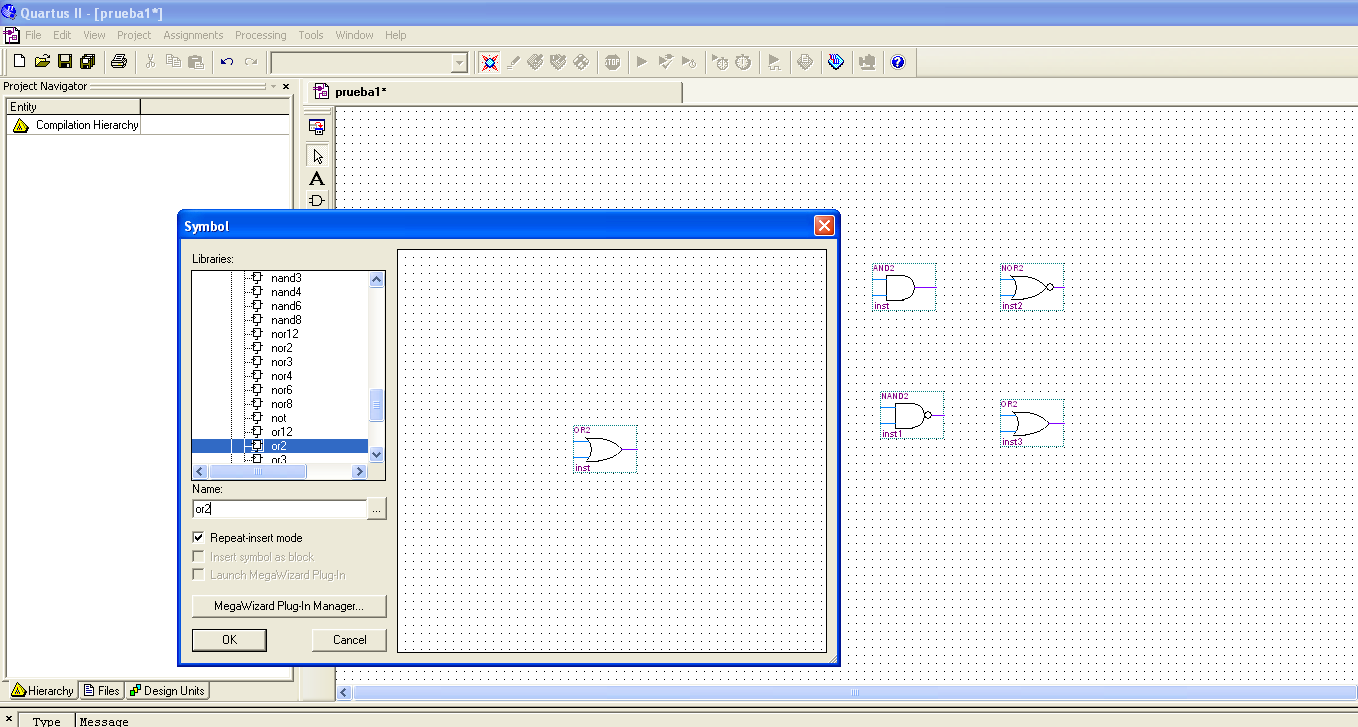 Quartus II - [prueba1*]
File Edit View Project Assignments Processing Tools Window Help
STOP
Project Navigator
Entity
Compilation Hierarchy
prueba1*
A
Symbol
Libraries:
nand3
nand4
nand6
nand8
nor12
nor2
nor3
nor4
nor6
nor8
not
or12
or2
or3
Name:
or2
...
Repeat-insert mode
Insert symbol as block
Launch MegaWizard Plug-In
MegaWizard Plug-In Manager...
OK Cancel
OR2
inst
AND2
inst
NOR2
inst2
NAND2
inst1
OR2
inst3
Hierarchy Files Design Units
Type Message